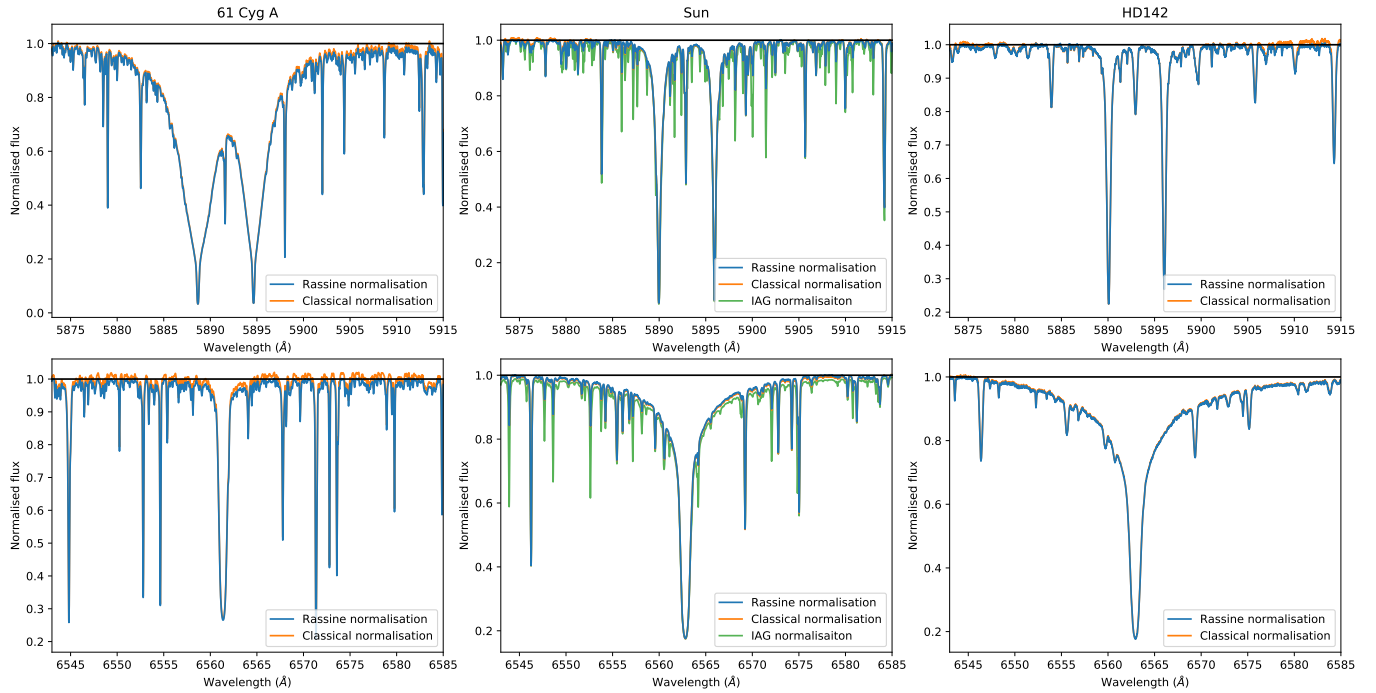 61 Cyg A
Sun
HD142
Normalised flux
1.0
0.8
0.6
0.4
0.2
0.0
5875 5880 5885 5890 5895 5900 5905 5910 5915
Wavelength (Å)
Rassine normalisation
Classical normalisation
Normalised flux
1.0
0.8
0.6
0.4
0.2
5875 5880 5885 5890 5895 5900 5905 5910 5915
Wavelength (Å)
Rassine normalisation
Classical normalisation
IAG normalisaiton
Normalised flux
1.0
0.9
0.8
0.7
0.6
0.5
0.4
0.3
0.2
5875 5880 5885 5890 5895 5900 5905 5910 5915
Wavelength (Å)
Rassine normalisation
Classical normalisation
Normalised flux
1.0
0.9
0.8
0.7
0.6
0.5
0.4
0.3
0.2
6545 6550 6555 6560 6565 6570 6575 6580 6585
Wavelength (Å)
Rassine normalisation
Classical normalisation
Normalised flux
1.0
0.8
0.6
0.4
0.2
6545 6550 6555 6560 6565 6570 6575 6580 6585
Wavelength (Å)
Rassine normalisation
Classical normalisation
IAG normalisaiton
Normalised flux
1.0
0.8
0.6
0.4
0.2
6545 6550 6555 6560 6565 6570 6575 6580 6585
Wavelength (Å)
Rassine normalisation
Classical normalisation